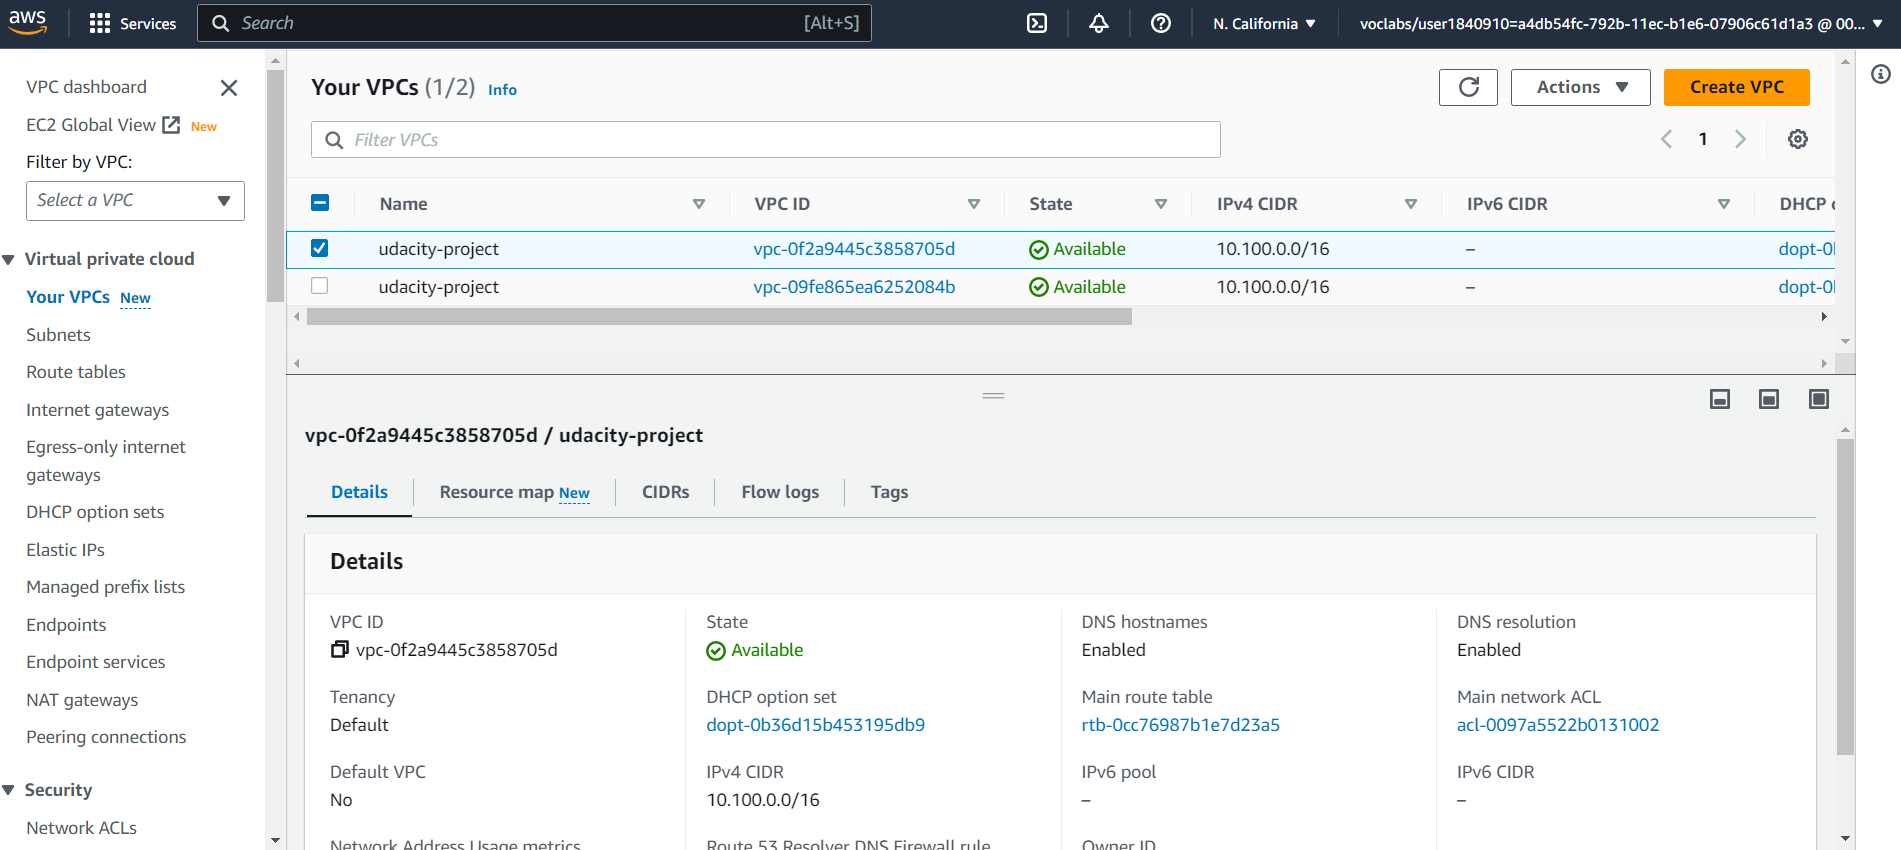 aws
Services
Search
[Alt+S]
N. California
voclabs/user1840910=a4db54fc-792b-11ec-b1e6-07906c61d1a3 @ 00...
VPC dashboard
EC2 Global View New
Filter by VPC:
Select a VPC
Virtual private cloud
Your VPCs New
Subnets
Route tables
Internet gateways
Egress-only internet
gateways
DHCP option sets
Elastic IPs
Managed prefix lists
Endpoints
Endpoint services
NAT gateways
Peering connections
Security
Network ACLs
Your VPCs (1/2) Info
Actions
Create VPC
Filter VPCs
1
Name VPC ID State IPv4 CIDR IPv6 CIDR DHCP
udacity-project vpc-0f2a9445c3858705d Available 10.100.0.0/16 – dopt-0
udacity-project vpc-09fe865ea6252084b Available 10.100.0.0/16 – dopt-0
vpc-0f2a9445c3858705d / udacity-project
Details Resource map New CIDRs Flow logs Tags
Details
VPC ID State DNS hostnames DNS resolution
vpc-0f2a9445c3858705d Available Enabled Enabled
Tenancy DHCP option set Main route table Main network ACL
Default dopt-0b36d15b453195db9 rtb-0cc76987b1e7d23a5 acl-0097a5522b0131002
Default VPC IPv4 CIDR IPv6 pool IPv6 CIDR
No 10.100.0.0/16 – –
Network Address Usage metrics Route 53 Resolver DNS Firewall rule Owner ID